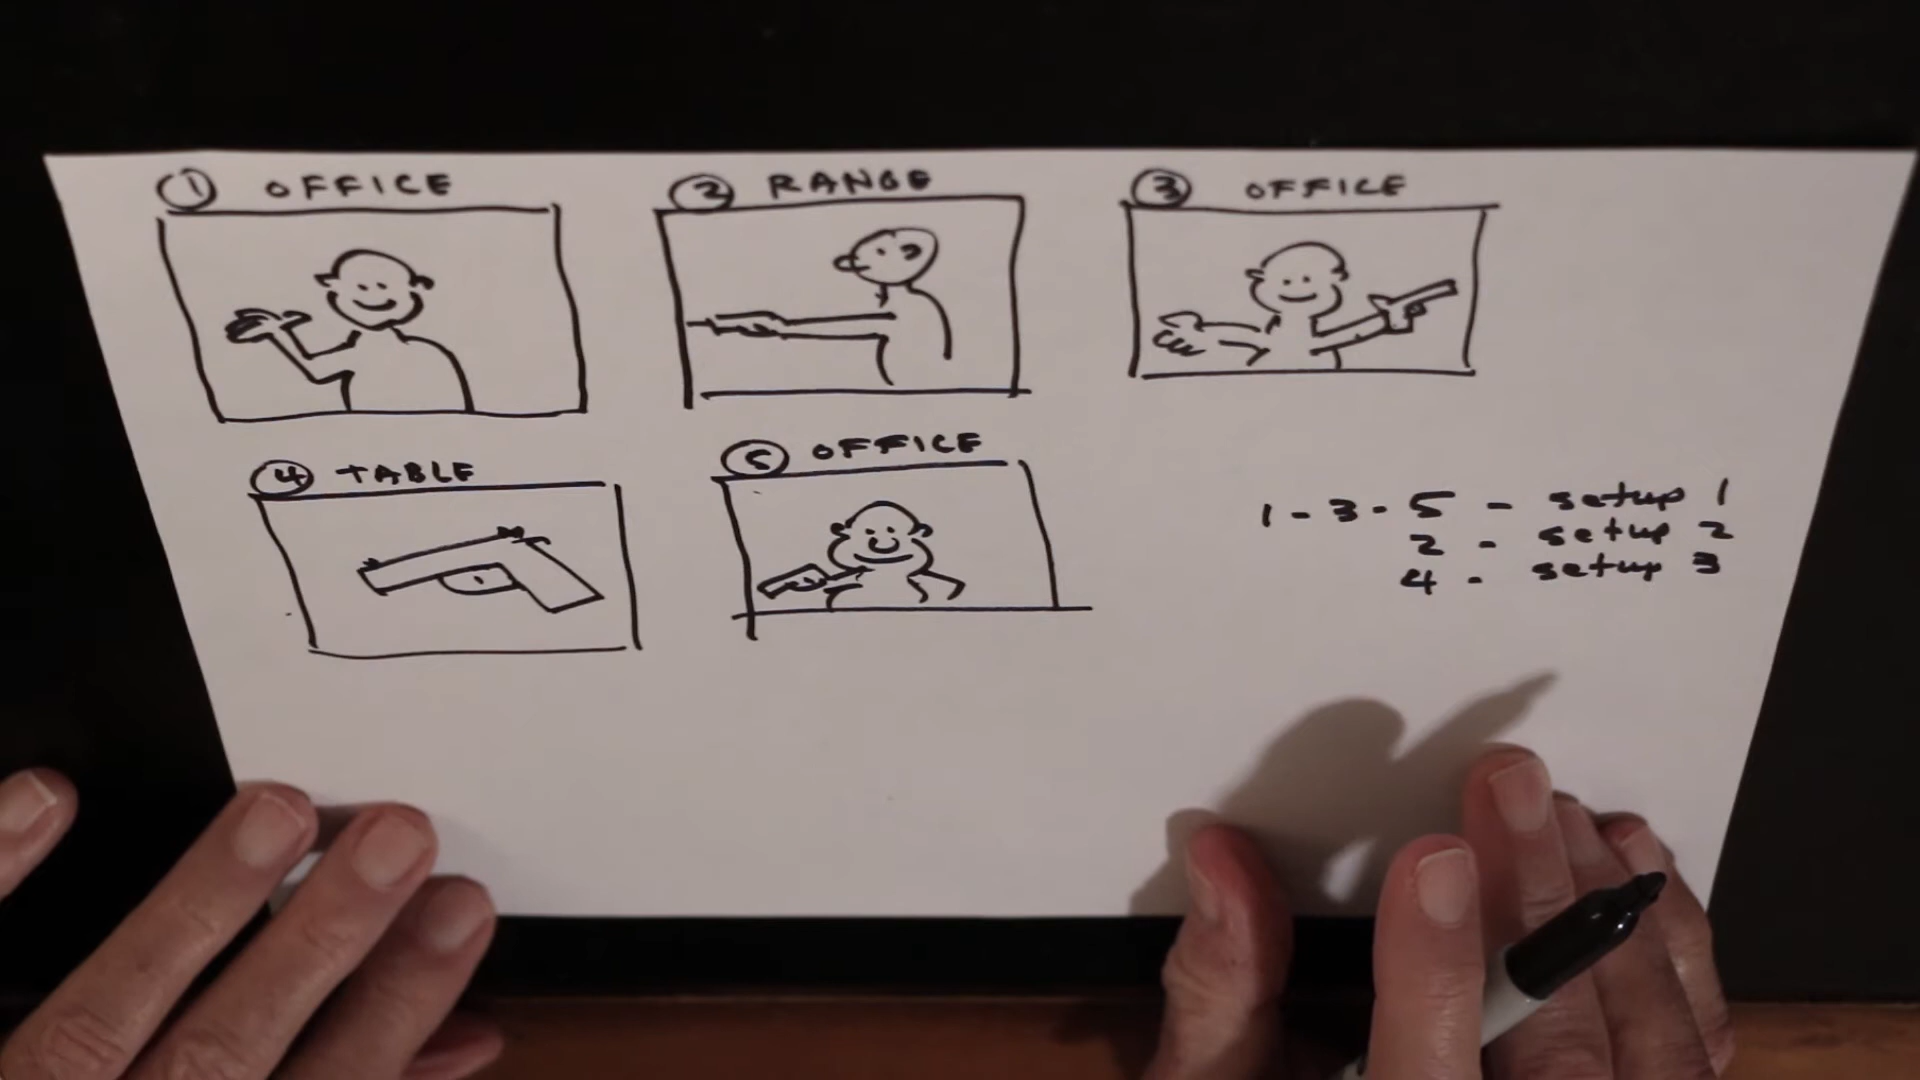 1 OFFICE
2 RANGE
3 OFFICE
4 TABLE
5 OFFICE
1 - 3 - 5 - setup 1
2 - setup 2
4 - setup 3